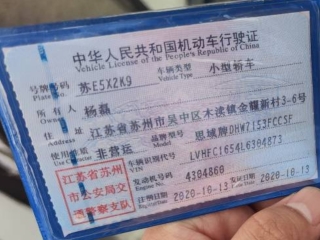 中华人民共和国机动车行驶证
Vehicle License of the People's Republic of China
号牌号码 苏E5X2K9 车辆类型 小型轿车
Plate No. Vehicle Type
所有人 杨磊
Owner
住址 江苏省苏州市吴中区木渎镇金耀新村3-6号
使用性质 非营运 品牌型号 思域牌DHW7153FCCSF
Use Character
江苏省苏州
市公安局交
通警察支队
车辆识别代号 LVHFC1654L6304873
VIN
发动机号码 4304860
Engine No.
注册日期 2020-10-13 发证日期 2020-10-13